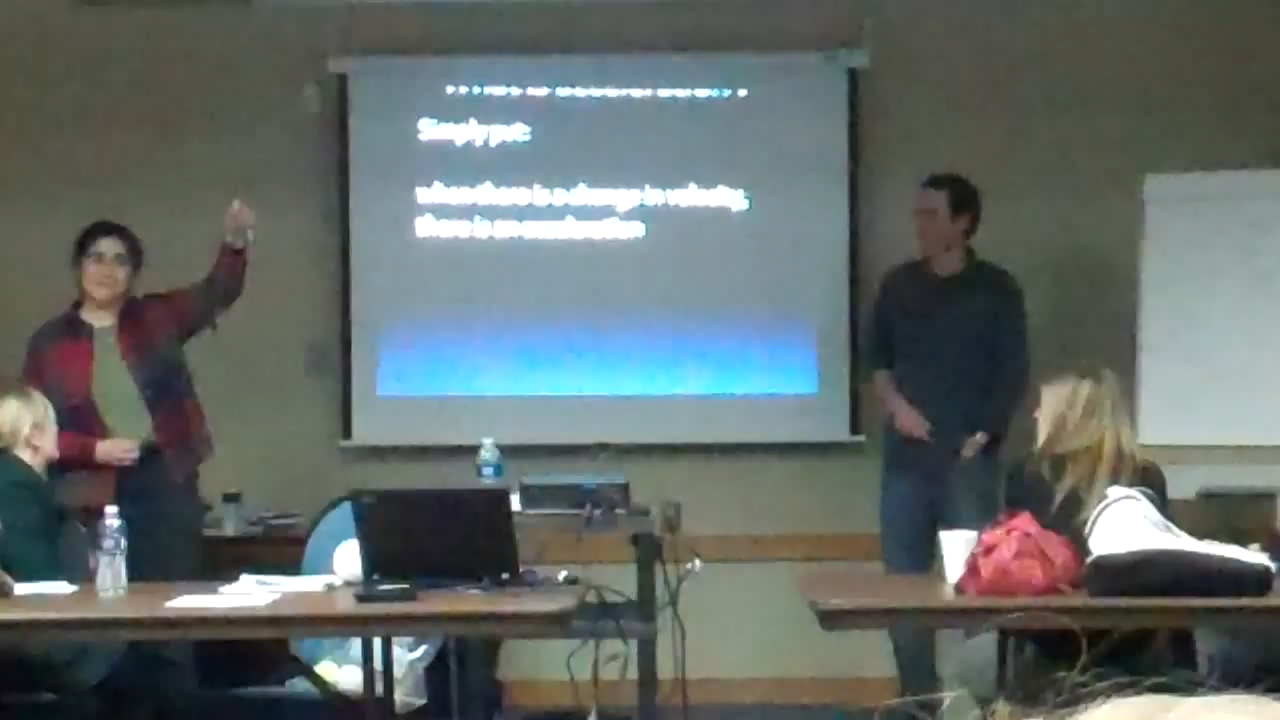 Simply put:
when there is a change in velocity,
there is an acceleration